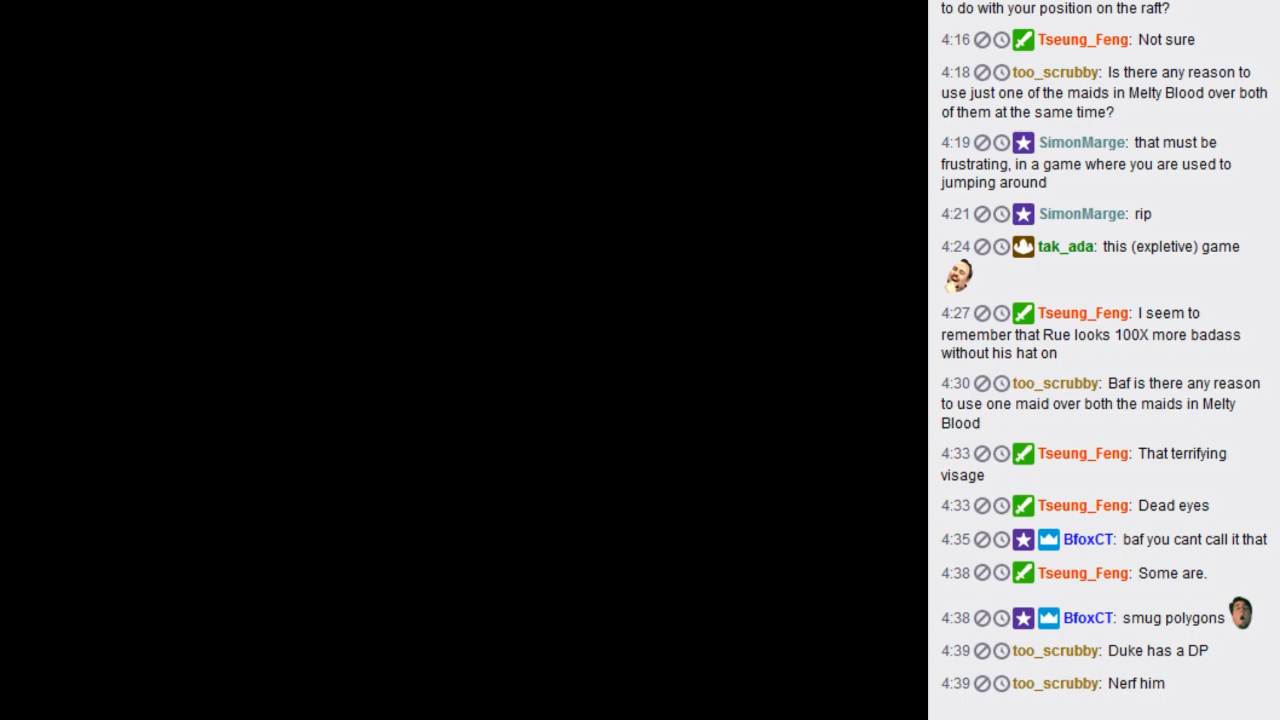 to do with your position on the raft?
4:16 Tseung_Feng: Not sure
4:18 too_scrubby: Is there any reason to
use just one of the maids in Melty Blood over both
of them at the same time?
4:19 SimonMarge: that must be
frustrating, in a game where you are used to
jumping around
4:21 SimonMarge: rip
4:24 tak_ada: this (expletive) game
4:27 Tseung_Feng: I seem to
remember that Rue looks 100X more badass
without his hat on
4:30 too_scrubby: Baf is there any reason
to use one maid over both the maids in Melty
Blood
4:33 Tseung_Feng: That terrifying
visage
4:33 Tseung_Feng: Dead eyes
4:35 BfoxCT: baf you cant call it that
4:38 Tseung_Feng: Some are.
4:38 BfoxCT: smug polygons
4:39 too_scrubby: Duke has a DP
4:39 too_scrubby: Nerf him